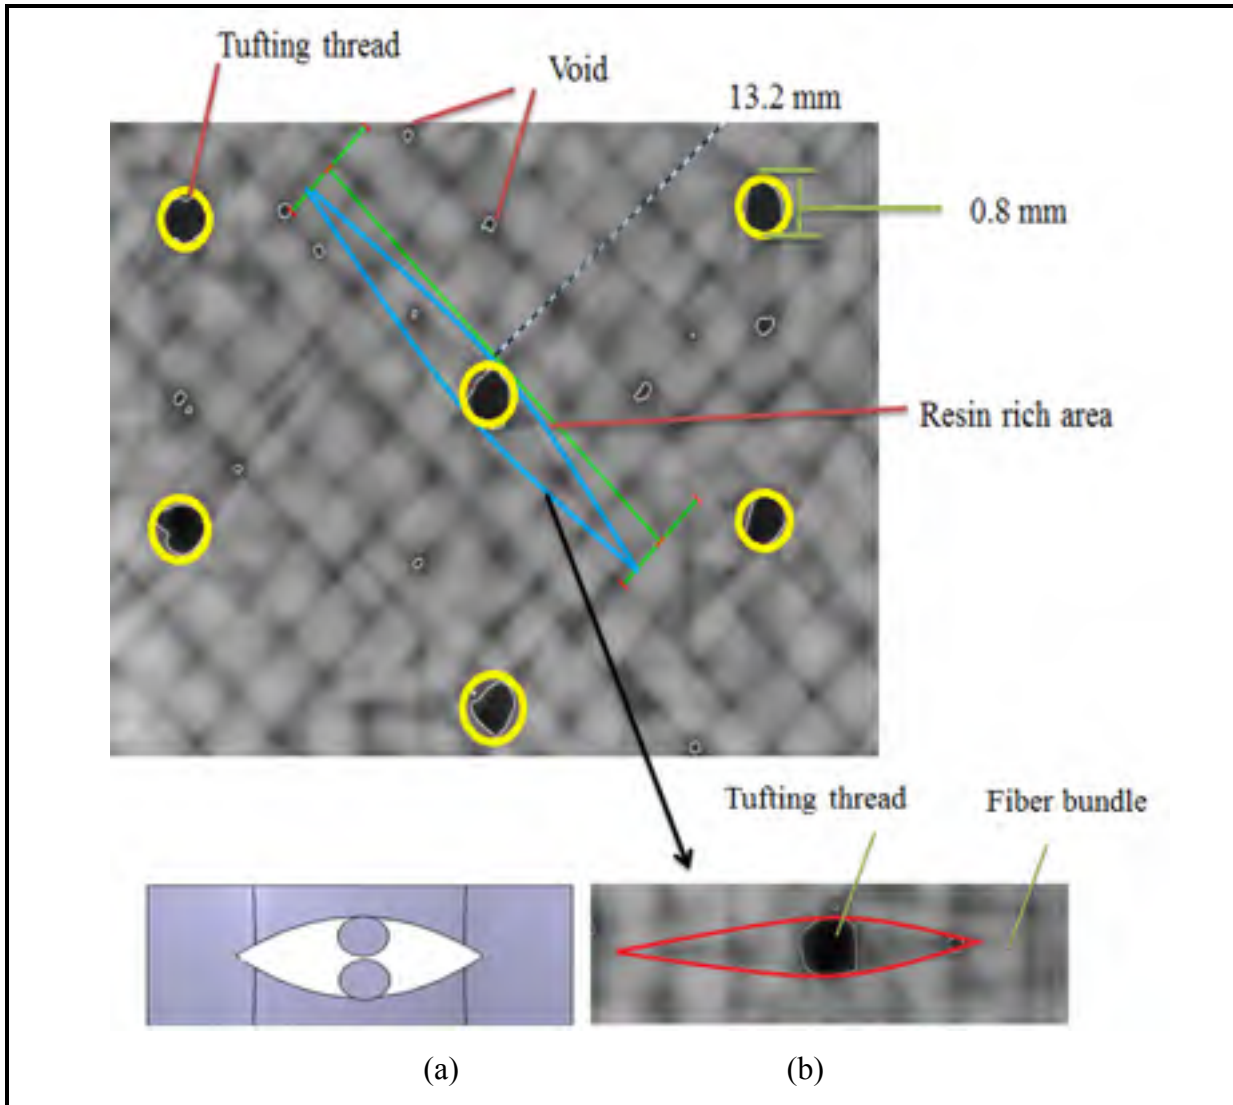 Tufting thread
Void
13.2 mm
0.8 mm
Resin rich area
Tufting thread
Fiber bundle
(a)
(b)